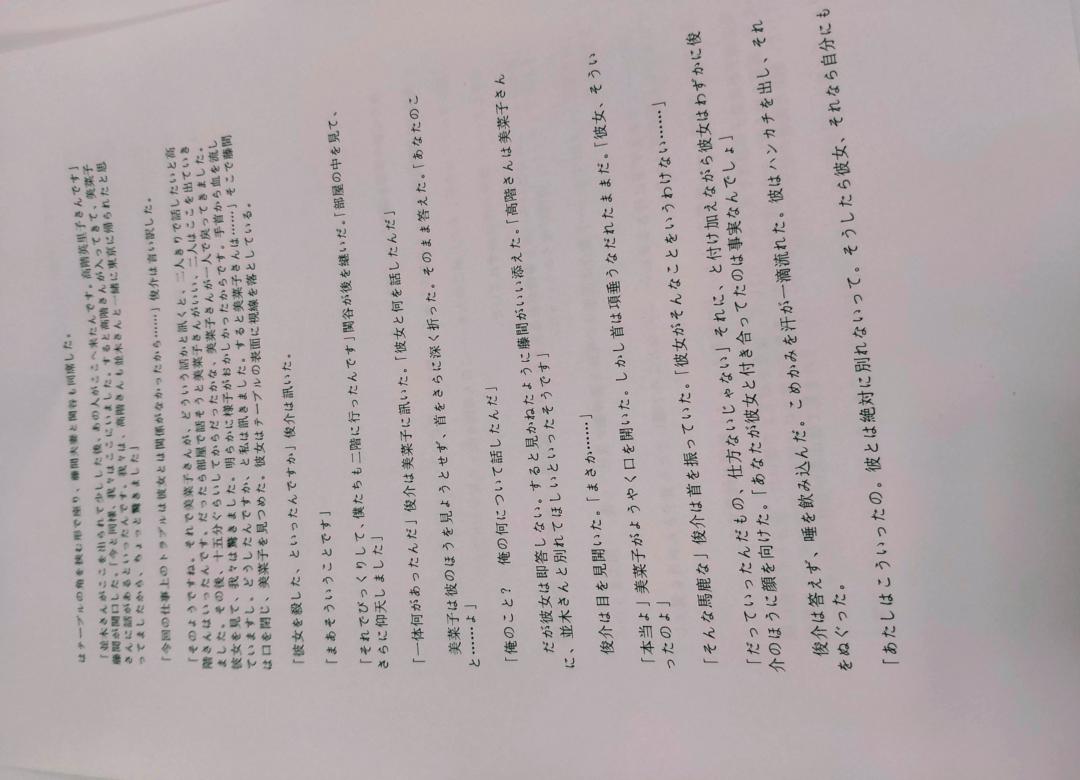 はテーブルの角を挟む形で座り、藤間夫妻と関谷も同席した。
「並木さんがここを出られて少しした後、あの人がここへ来たんです。高階英里子さんです」
藤間が開口した。「今と同様、我々はここにいました。すると高階さんが入ってきて、美菜子
さんに話があるといったんです。我々は、高階さんも並木さんと一緒に東京に帰られたと思
ってましたから、ちょっと驚きました」
「今回の仕事上のトラブルは彼女とは関係がなかったから……」俊介は言い訳した。
「そのようですね。それで美菜子さんが、どういう話かと訊くと、二人きりで話したいと高
階さんはいったんです。だったら部屋で話そうと美菜子さんがいい、二人はここを出ていき
ました。その後、十五分ぐらいしてからだったかな、美菜子さんが一人で戻ってきました。
彼女を見て、我々は驚きました。明らかに様子がおかしかったからです。手首から血を流し
ていますし、どうしたんですか、と私は訊きました。すると美菜子さんは……」そこで藤間
は口を閉じ、美菜子を見つめた。彼女はテーブルの表面に視線を落としている。
「彼女を殺した、といったんですか」俊介は訊いた。
「まあそういうことです」
「それでびっくりして、僕たちも二階に行ったんです」関谷が後を継いだ。「部屋の中を見て、
さらに仰天しました」
「一体何があったんだ」俊介は美菜子に訊いた。「彼女と何を話したんだ」
美菜子は彼のほうを見ようとせず、首をさらに深く折った。そのまま答えた。「あなたのこ
と……よ」
「俺のこと？　俺の何について話したんだ」
だが彼女は即答しない。すると見かねたように藤間がいい添えた。「高階さんは美菜子さん
に、並木さんと別れてほしいといったそうです」
俊介は目を見開いた。「まさか……」
「本当よ」美菜子がようやく口を開いた。しかし首は項垂うなだれたままだ。「彼女、そうい
ったのよ」
「そんな馬鹿な」俊介は首を振っていた。「彼女がそんなことをいうわけない……」
「だっていったんだもの、仕方ないじゃない」それに、と付け加えながら彼女はわずかに俊
介のほうに顔を向けた。「あなたが彼女と付き合ってたのは事実なんでしょ」
俊介は答えず、唾を飲み込んだ。こめかみを汗が一滴流れた。彼はハンカチを出し、それ
をぬぐった。
「あたしはこういったの。彼とは絶対に別れないって。そうしたら彼女、それなら自分にも